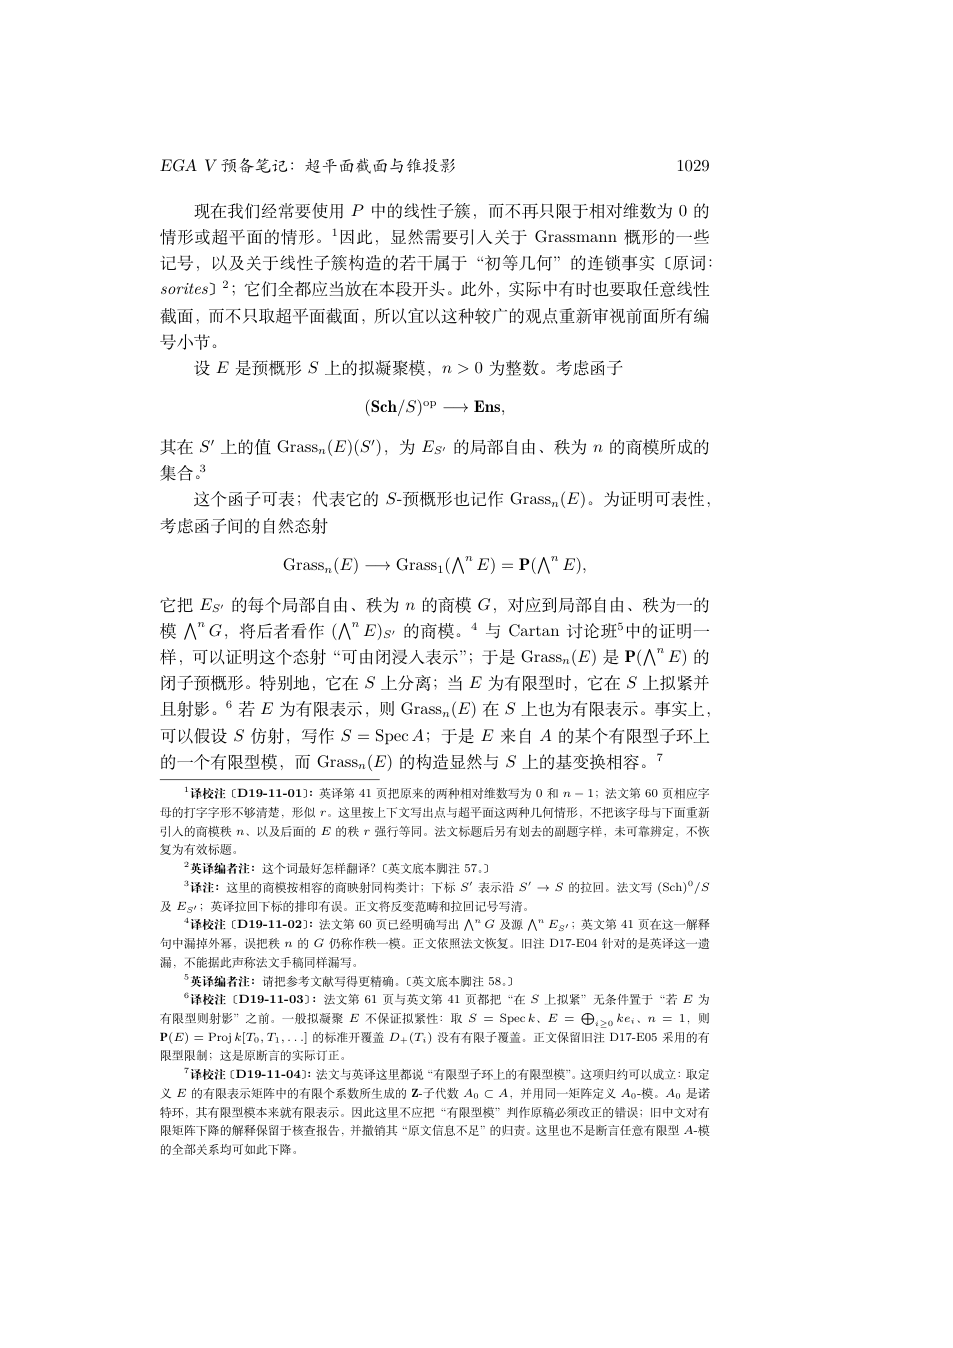 EGA V 预备笔记：超平面截面与锥投影 1029
现在我们经常要使用 P 中的线性子簇，而不再只限于相对维数为 0 的
情形或超平面的情形。¹因此，显然需要引入关于 Grassmann 概形的一些
记号，以及关于线性子簇构造的若干属于“初等几何”的连锁事实〔原词：
sorites〕²；它们全都应当放在本段开头。此外，实际中有时也要取任意线性
截面，而不只取超平面截面，所以宜以这种较广的观点重新审视前面所有编
号小节。
设 E 是预概形 S 上的拟凝聚模，n > 0 为整数。考虑函子
(Sch/S)ᵒᵖ ⟶ Ens,
其在 S′ 上的值 Grassₙ(E)(S′)，为 E_{S′} 的局部自由、秩为 n 的商模所成的
集合。³
这个函子可表；代表它的 S-预概形也记作 Grassₙ(E)。为证明可表性，
考虑函子间的自然态射
Grassₙ(E) ⟶ Grass₁(⋀ⁿ E) = P(⋀ⁿ E),
它把 E_{S′} 的每个局部自由、秩为 n 的商模 G，对应到局部自由、秩为一的
模 ⋀ⁿ G，将后者看作 (⋀ⁿ E)_{S′} 的商模。⁴ 与 Cartan 讨论班⁵中的证明一
样，可以证明这个态射“可由闭浸入表示”；于是 Grassₙ(E) 是 P(⋀ⁿ E) 的
闭子预概形。特别地，它在 S 上分离；当 E 为有限型时，它在 S 上拟紧并
且射影。⁶ 若 E 为有限表示，则 Grassₙ(E) 在 S 上也为有限表示。事实上，
可以假设 S 仿射，写作 S = Spec A；于是 E 来自 A 的某个有限型子环上
的一个有限型模，而 Grassₙ(E) 的构造显然与 S 上的基变换相容。⁷
¹译校注〔D19-11-01〕：英译第 41 页把原来的两种相对维数写为 0 和 n − 1；法文第 60 页相应字
母的打字字形不够清楚，形似 r。这里按上下文写出点与超平面这两种几何情形，不把该字母与下面重新
引入的商模秩 n、以及后面的 E 的秩 r 强行等同。法文标题后另有划去的副题字样，未可靠辨定，不恢
复为有效标题。
²英译编者注：这个词最好怎样翻译？〔英文底本脚注 57。〕
³译注：这里的商模按相容的商映射同构类计；下标 S′ 表示沿 S′ → S 的拉回。法文写 (Sch)⁰/S
及 E_{S′}；英译拉回下标的排印有误。正文将反变范畴和拉回记号写清。
⁴译校注〔D19-11-02〕：法文第 60 页已经明确写出 ⋀ⁿ G 及源 ⋀ⁿ E_{S′}；英文第 41 页在这一解释
句中漏掉外幂，误把秩 n 的 G 仍称作秩一模。正文依照法文恢复。旧注 D17-E04 针对的是英译这一遗
漏，不能据此声称法文手稿同样漏写。
⁵英译编者注：请把参考文献写得更精确。〔英文底本脚注 58。〕
⁶译校注〔D19-11-03〕：法文第 61 页与英文第 41 页都把“在 S 上拟紧”无条件置于“若 E 为
有限型则射影”之前。一般拟凝聚 E 不保证拟紧性：取 S = Spec k、E = ⊕_{i≥0} ke_i、n = 1，则
P(E) = Proj k[T₀, T₁, . . .] 的标准开覆盖 D₊(T_i) 没有有限子覆盖。正文保留旧注 D17-E05 采用的有
限型限制；这是原断言的实际订正。
⁷译校注〔D19-11-04〕：法文与英译这里都说“有限型子环上的有限型模”。这项归约可以成立：取定
义 E 的有限表示矩阵中的有限个系数所生成的 Z-子代数 A₀ ⊂ A，并用同一矩阵定义 A₀-模。A₀ 是诺
特环，其有限型模本来就有限表示。因此这里不应把“有限型模”判作原稿必须改正的错误；旧中文对有
限矩阵下降的解释保留于核查报告，并撤销其“原文信息不足”的归责。这里也不是断言任意有限型 A-模
的全部关系均可如此下降。